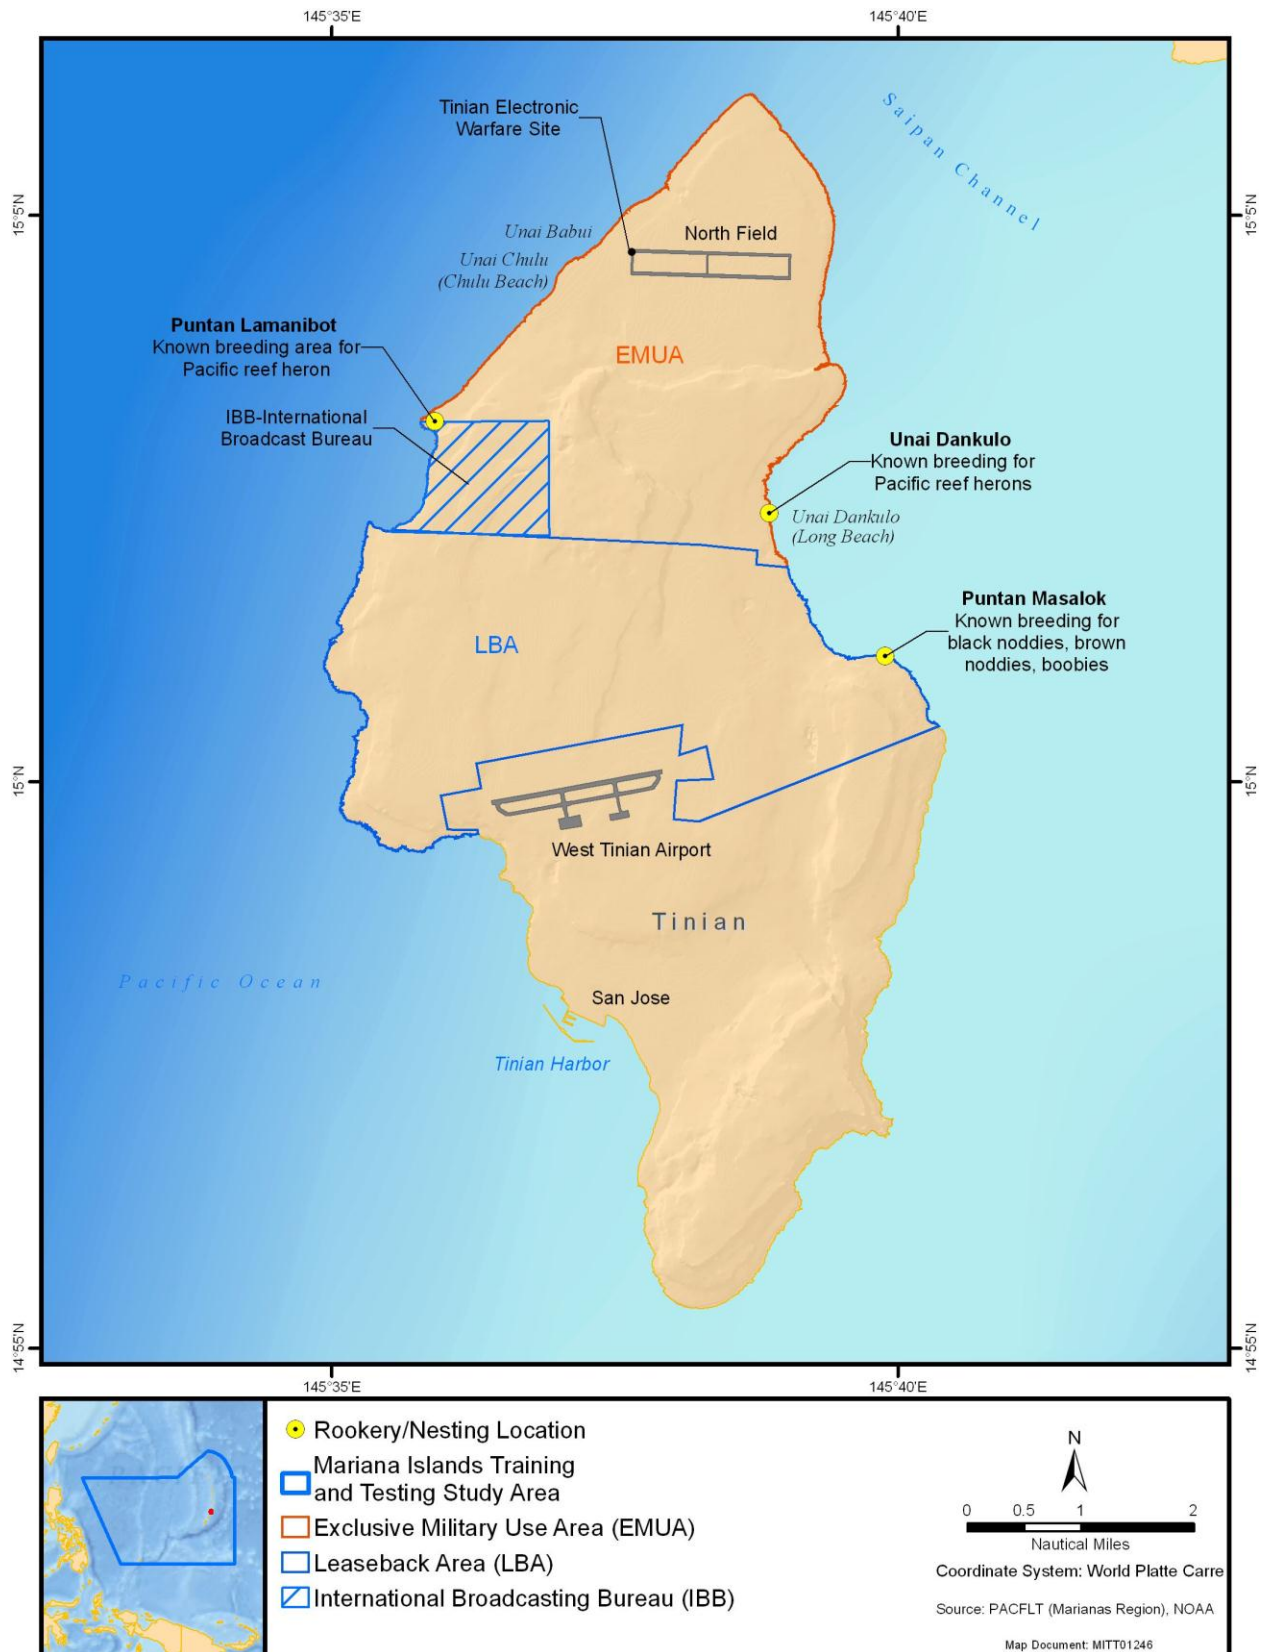 145°35'E
145°40'E
Saipan Channel
Tinian Electronic
Warfare Site
15°5'N
15°5'N
Unai Babui
North Field
Unai Chulu
(Chulu Beach)
Puntan Lamanibot
Known breeding area for
Pacific reef heron
EMUA
IBB-International
Broadcast Bureau
Unai Dankulo
Known breeding for
Pacific reef herons
Unai Dankulo
(Long Beach)
Puntan Masalok
Known breeding for
black noddies, brown
noddies, boobies
LBA
15°N
15°N
West Tinian Airport
Tinian
Pacific Ocean
San Jose
Tinian Harbor
14°55'N
14°55'N
145°35'E
145°40'E
Rookery/Nesting Location
Mariana Islands Training
and Testing Study Area
Exclusive Military Use Area (EMUA)
Leaseback Area (LBA)
International Broadcasting Bureau (IBB)
N
0 0.5 1 2
Nautical Miles
Coordinate System: World Platte Carre
Source: PACFLT (Marianas Region), NOAA
Map Document: MITT01246